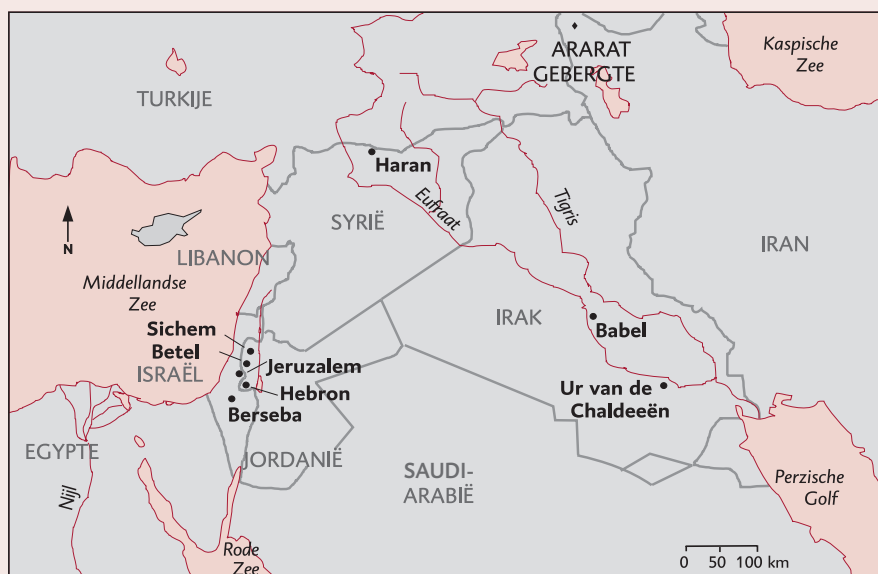 ARARAT
GEBERGTE
Kaspische
Zee
TURKIJE
Haran
Eufraat
Tigris
SYRIË
IRAN
N
LIBANON
Middellandse
Zee
IRAK
Babel
Sichem
Betel
Jeruzalem
ISRAËL
Hebron
Berseba
Ur van de
Chaldeeën
EGYPTE
JORDANIË
SAUDI-
ARABIË
Nijl
Perzische
Golf
Rode
Zee
0 50 100 km